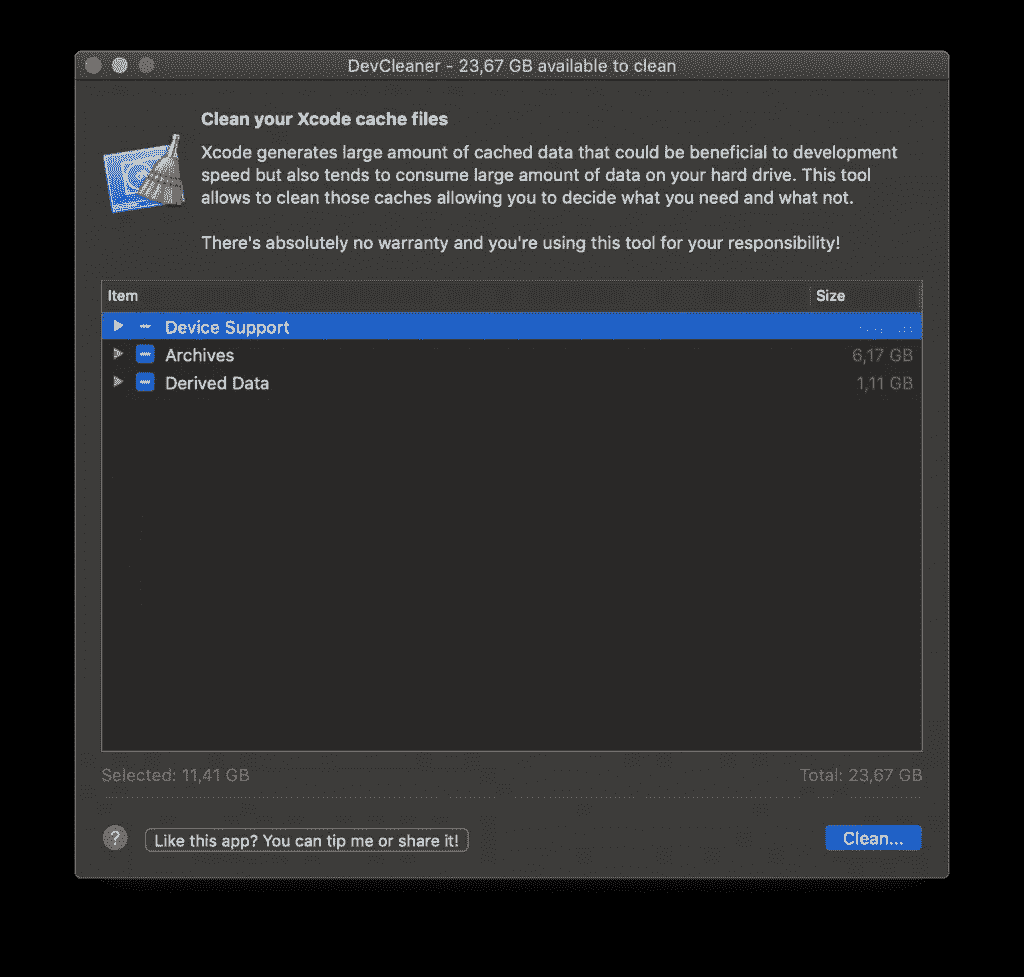 DevCleaner - 23,67 GB available to clean
Clean your Xcode cache files
Xcode generates large amount of cached data that could be beneficial to development
speed but also tends to consume large amount of data on your hard drive. This tool
allows to clean those caches allowing you to decide what you need and what not.
There's absolutely no warranty and you're using this tool for your responsibility!
Item Size
Device Support
Archives 6,17 GB
Derived Data 1,11 GB
Selected: 11,41 GB Total: 23,67 GB
? Like this app? You can tip me or share it! Clean...